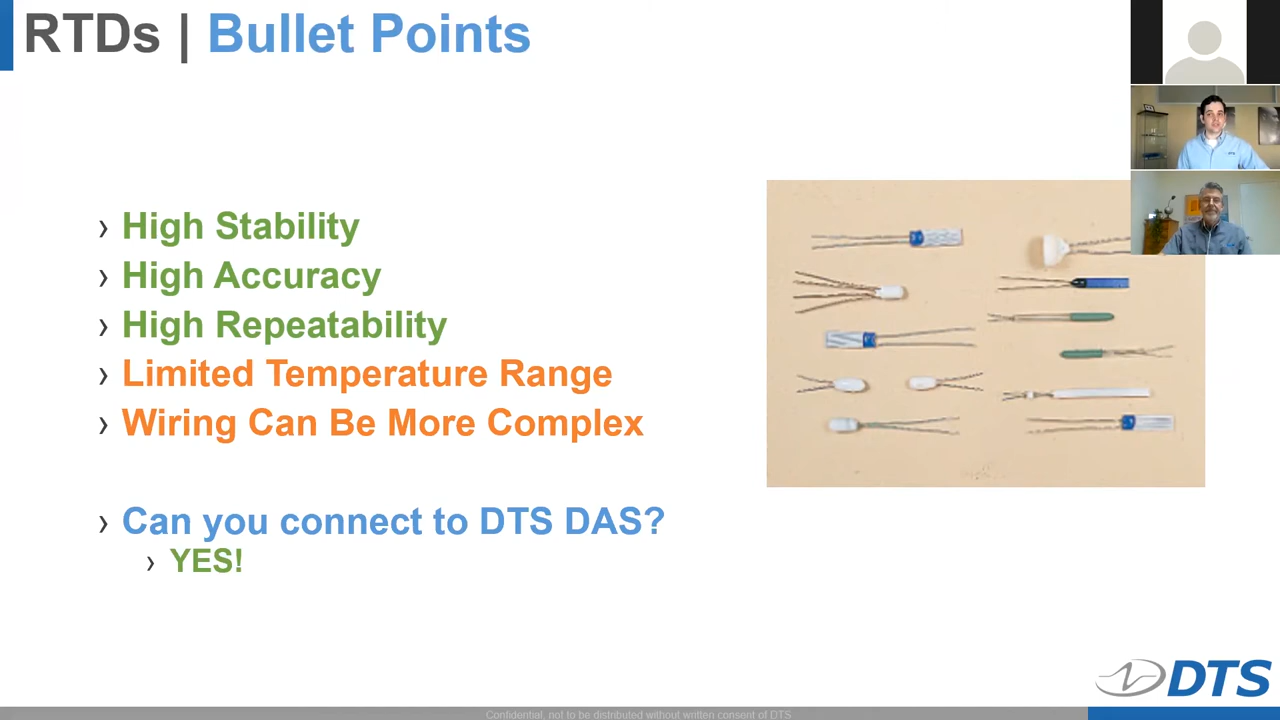 RTDs | Bullet Points
› High Stability
› High Accuracy
› High Repeatability
› Limited Temperature Range
› Wiring Can Be More Complex
› Can you connect to DTS DAS?
› YES!
DTS
Confidential, not to be distributed without written consent of DTS